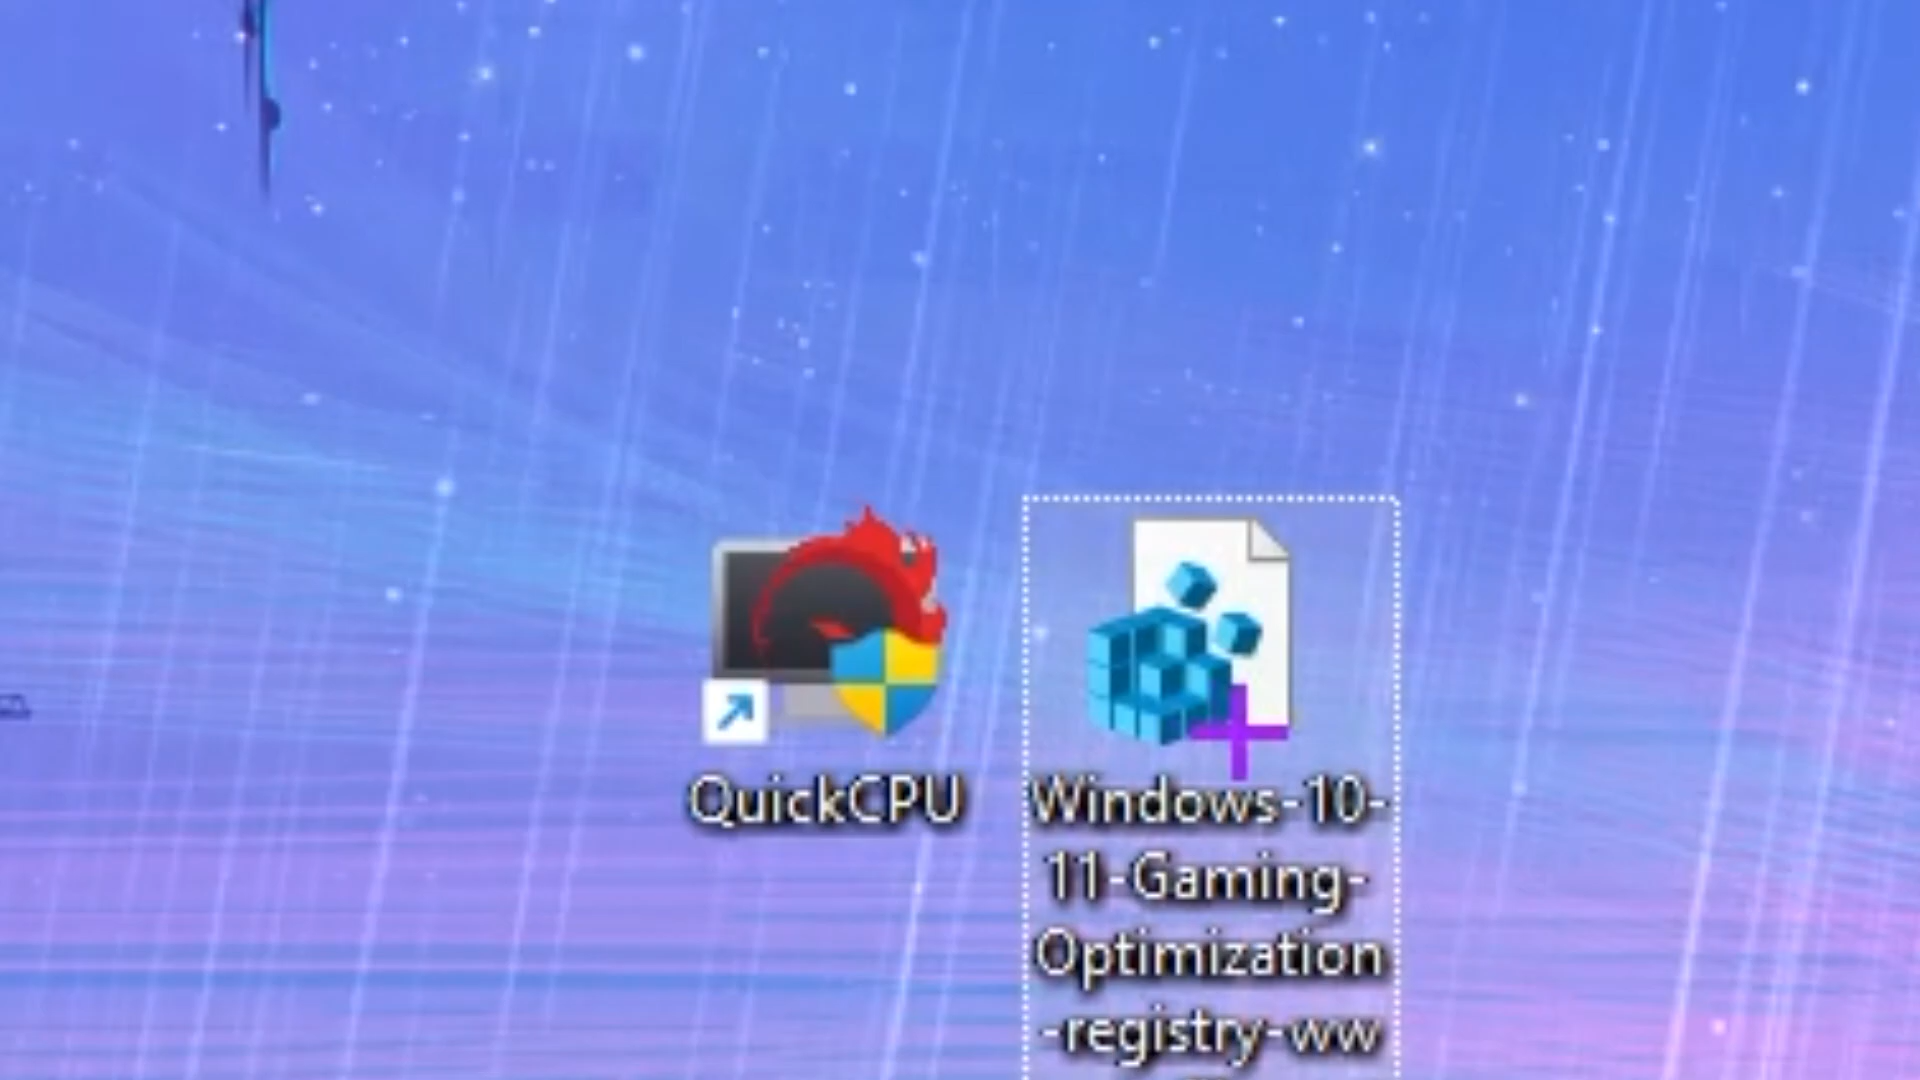 QuickCPU
Windows-10-
11-Gaming-
Optimization
-registry-ww